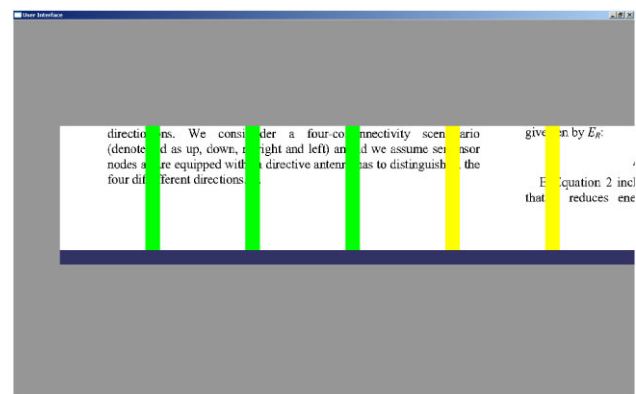 User Interface
directions. We consider a four-connectivity scenario
(denoted as up, down, right and left) and we assume sensor
nodes are equipped with directive antennas to distinguish the
four different directions.
given by E_R:
Equation 2 incl
that reduces ene